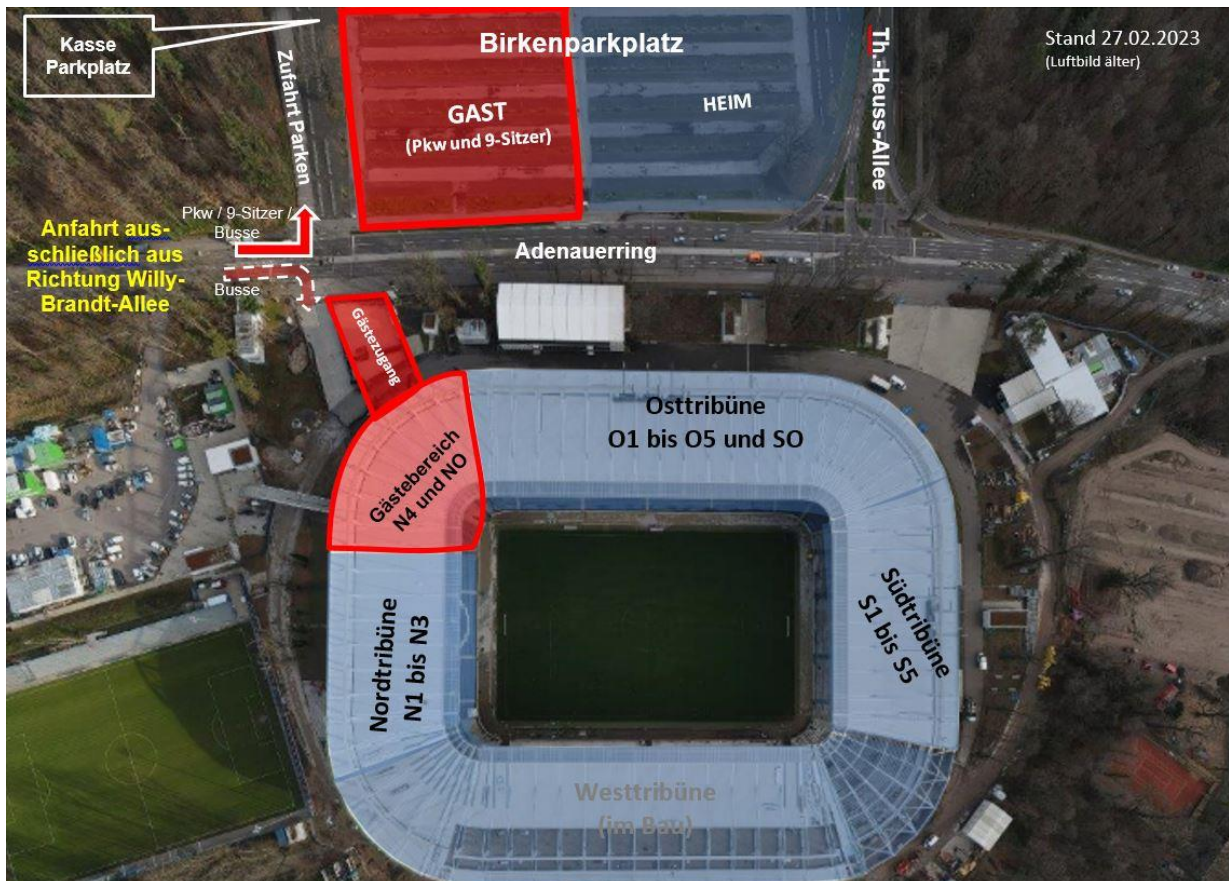 Kasse
Parkplatz
Zufahrt Parken
Birkenparkplatz
GAST
(Pkw und 9-Sitzer)
HEIM
Th.-Heuss-Allee
Stand 27.02.2023
(Luftbild älter)
Anfahrt aus-
schließlich aus
Richtung Willy-
Brandt-Allee
Pkw / 9-Sitzer /
Busse
Busse
Adenauerring
Gästezugang
Gästebereich
N4 und NO
Osttribüne
O1 bis O5 und SO
Nordtribüne
N1 bis N3
Südtribüne
S1 bis S5
Westtribüne
(im Bau)